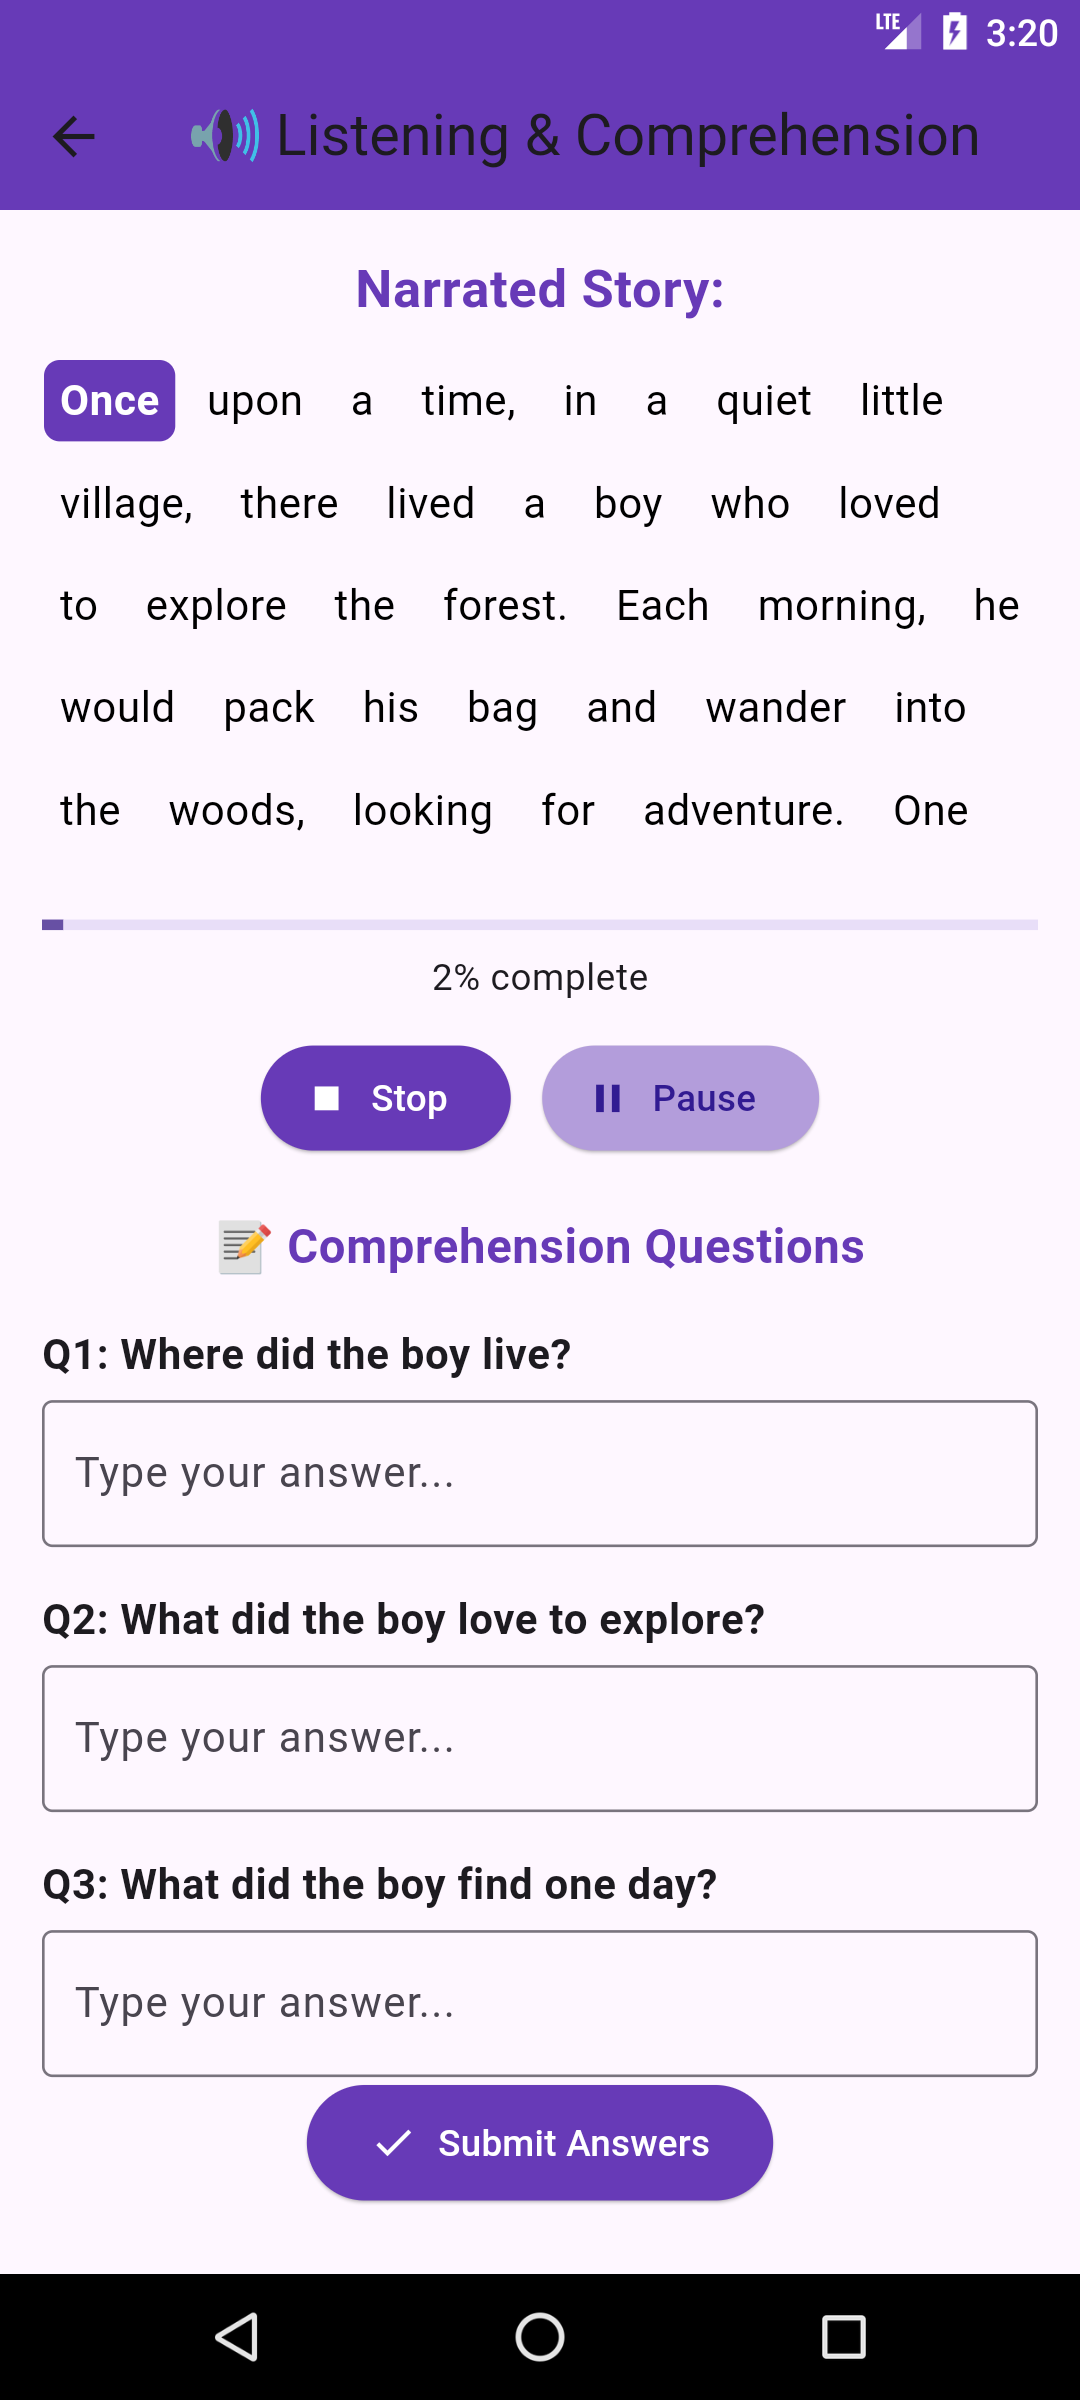 LTE 3:20
Listening & Comprehension
Narrated Story:
Once upon a time, in a quiet little
village, there lived a boy who loved
to explore the forest. Each morning, he
would pack his bag and wander into
the woods, looking for adventure. One
2% complete
Stop Pause
Comprehension Questions
Q1: Where did the boy live?
Type your answer...
Q2: What did the boy love to explore?
Type your answer...
Q3: What did the boy find one day?
Type your answer...
Submit Answers